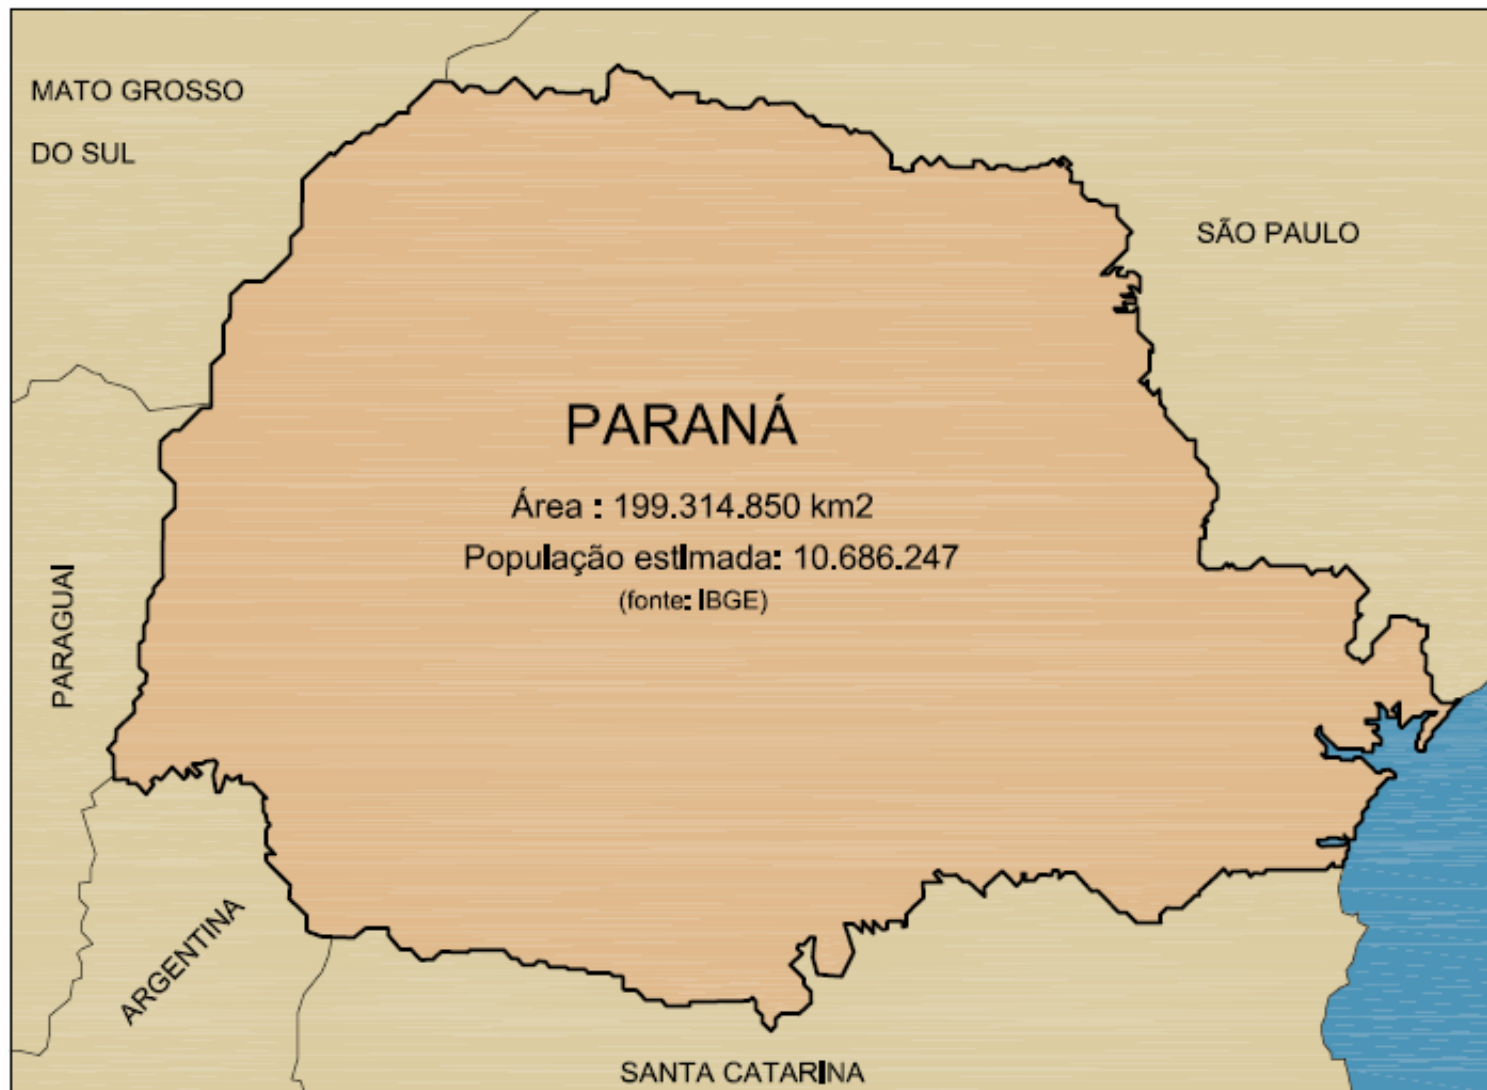 MATO GROSSO
DO SUL
SÃO PAULO
PARANÁ
Área : 199.314.850 km2
População estimada: 10.686.247
(fonte: IBGE)
PARAGUAI
ARGENTINA
SANTA CATARINA